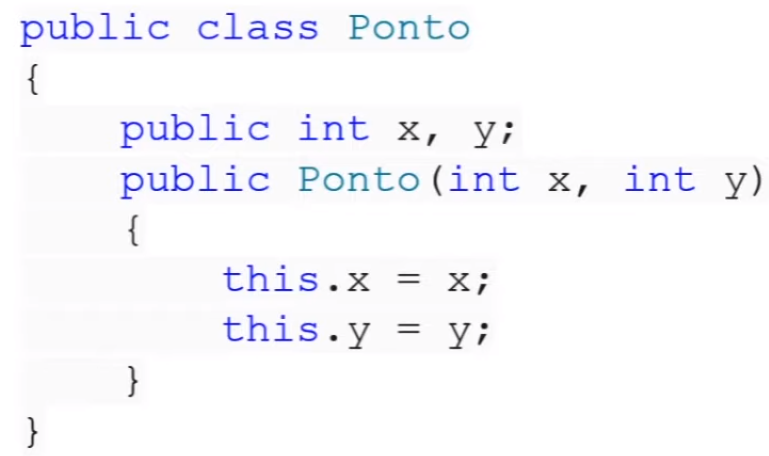 public class Ponto
{
    public int x, y;
    public Ponto(int x, int y)
    {
        this.x = x;
        this.y = y;
    }
}